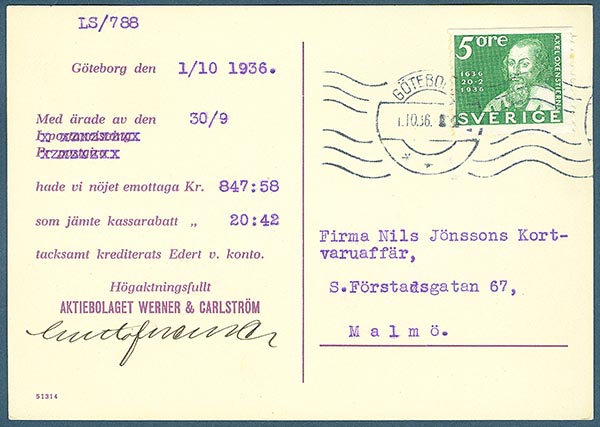 LS/788
Göteborg den 1/10 1936.
Med ärade av den 30/9
hade vi nöjet emottaga Kr. 847:58
som jämte kassarabatt „ 20:42
tacksamt krediterats Edert v. konto.
Högaktningsfullt
AKTIEBOLAGET WERNER & CARLSTRÖM
51314
5 öre
1636
20-2
1936
AXEL OXENSTIERNA
SVERIGE
GÖTEBO
1.10.36.
Firma Nils Jönssons Kort-
varuaffär,
S.Förstadsgatan 67,
Malmö.